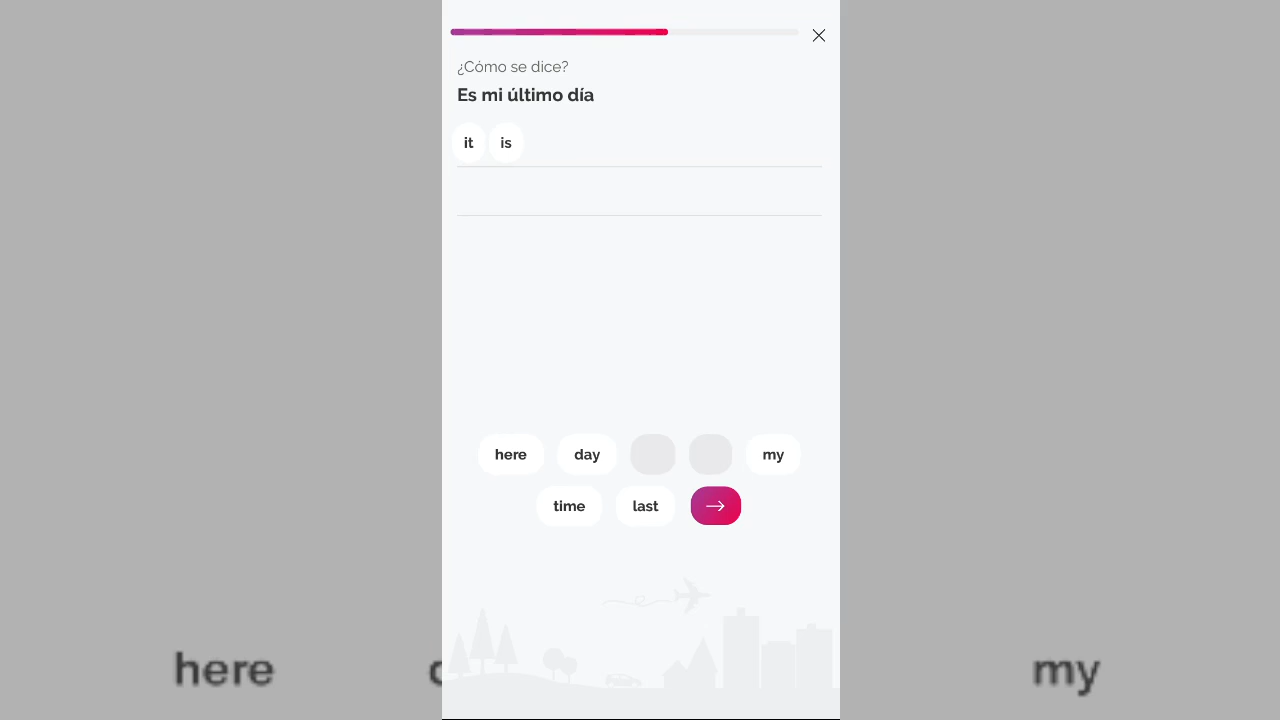 ¿Cómo se dice?
Es mi último día
it is
here day my
time last
here my